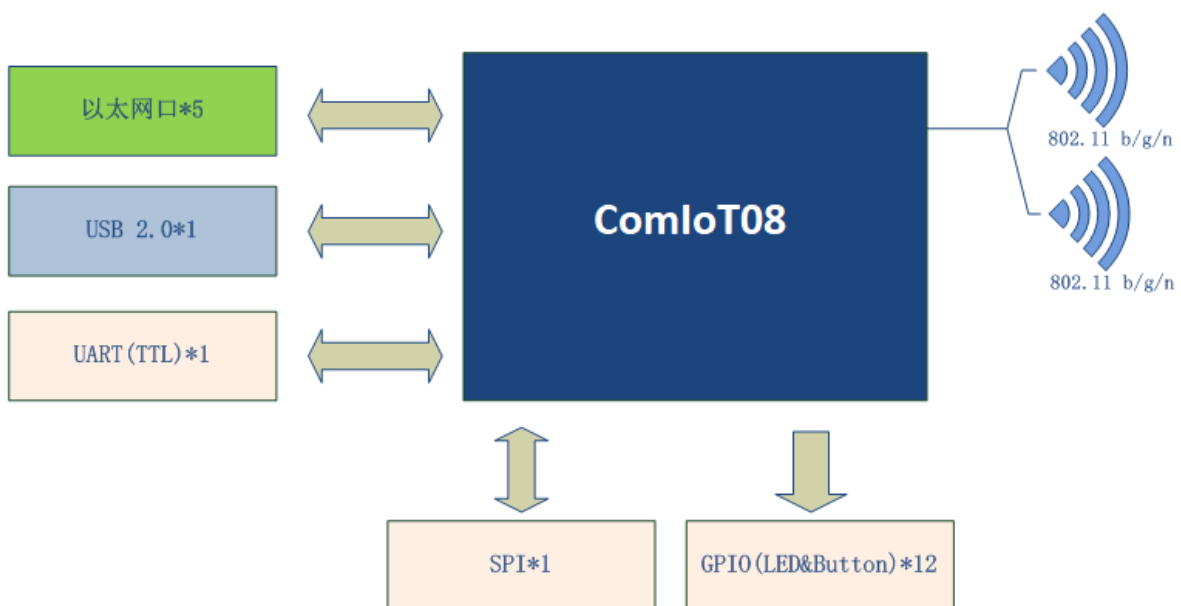 以太网口*5
USB 2.0*1
UART(TTL)*1
ComIoT08
802.11 b/g/n
802.11 b/g/n
SPI*1
GPIO(LED&Button)*12